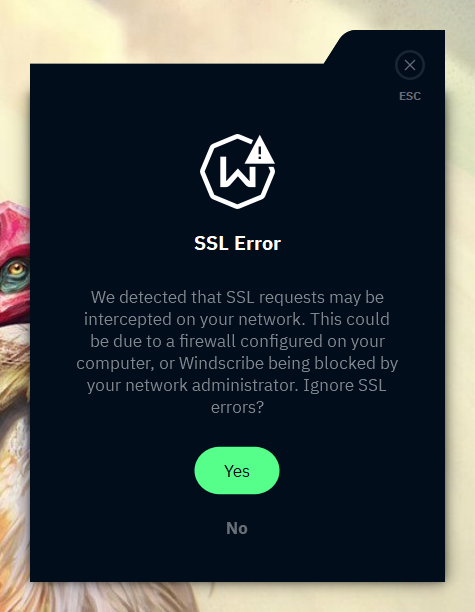 ESC
SSL Error
We detected that SSL requests may be
intercepted on your network. This could
be due to a firewall configured on your
computer, or Windscribe being blocked by
your network administrator. Ignore SSL
errors?
Yes
No